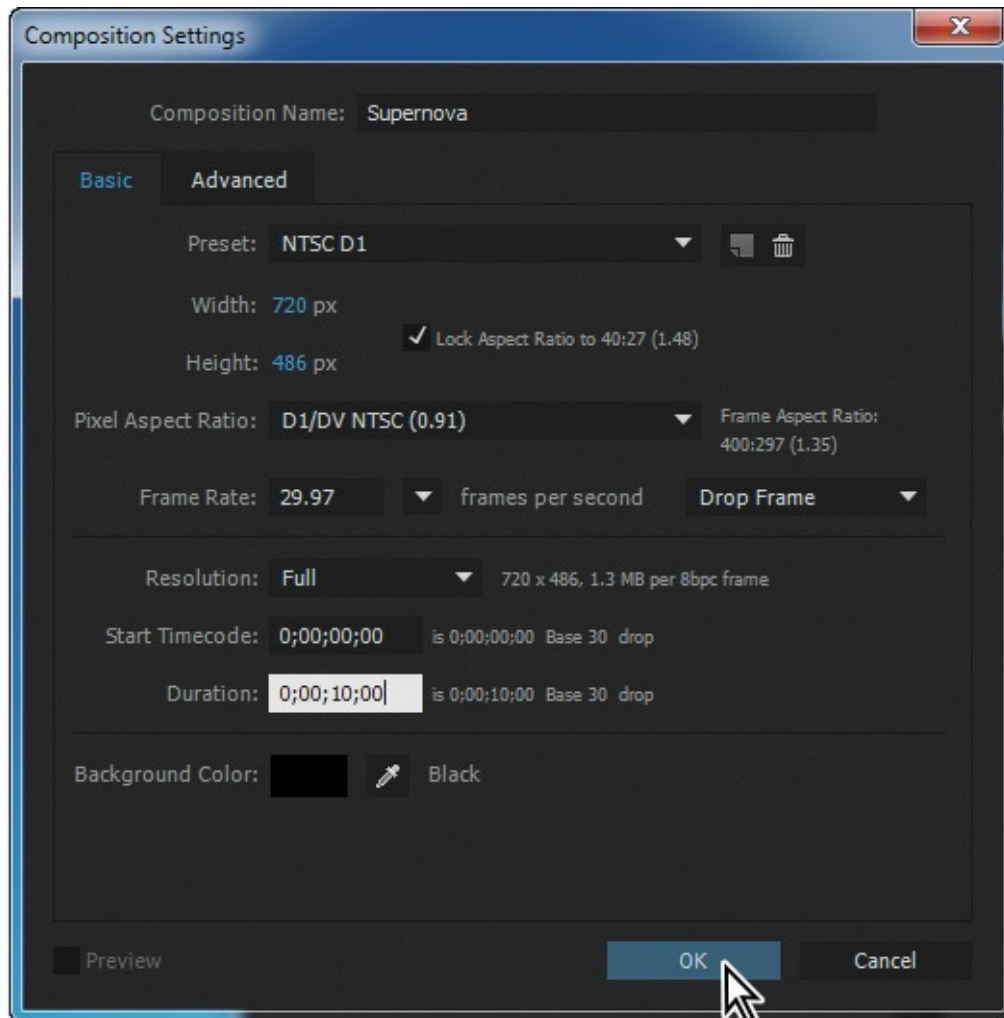 Composition Settings
Composition Name: Supernova
Basic Advanced
Preset: NTSC D1
Width: 720 px
Lock Aspect Ratio to 40:27 (1.48)
Height: 486 px
Pixel Aspect Ratio: D1/DV NTSC (0.91) Frame Aspect Ratio:
400:297 (1.35)
Frame Rate: 29.97 frames per second Drop Frame
Resolution: Full 720 x 486, 1.3 MB per 8bpc frame
Start Timecode: 0;00;00;00 is 0;00;00;00 Base 30 drop
Duration: 0;00;10;00 is 0;00;10;00 Base 30 drop
Background Color: Black
Preview OK Cancel